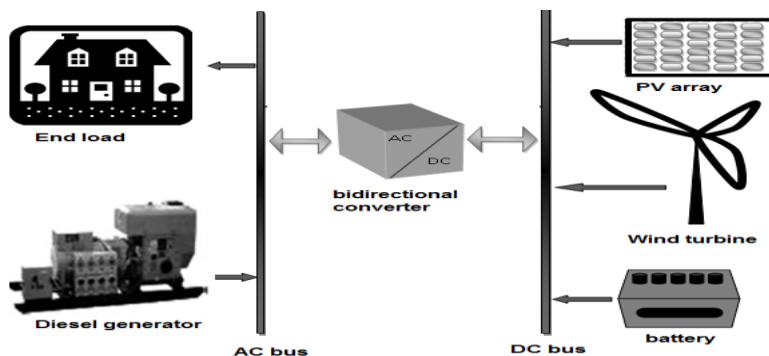 End load
Diesel generator
AC bus
AC
DC
bidirectional
converter
DC bus
PV array
Wind turbine
battery